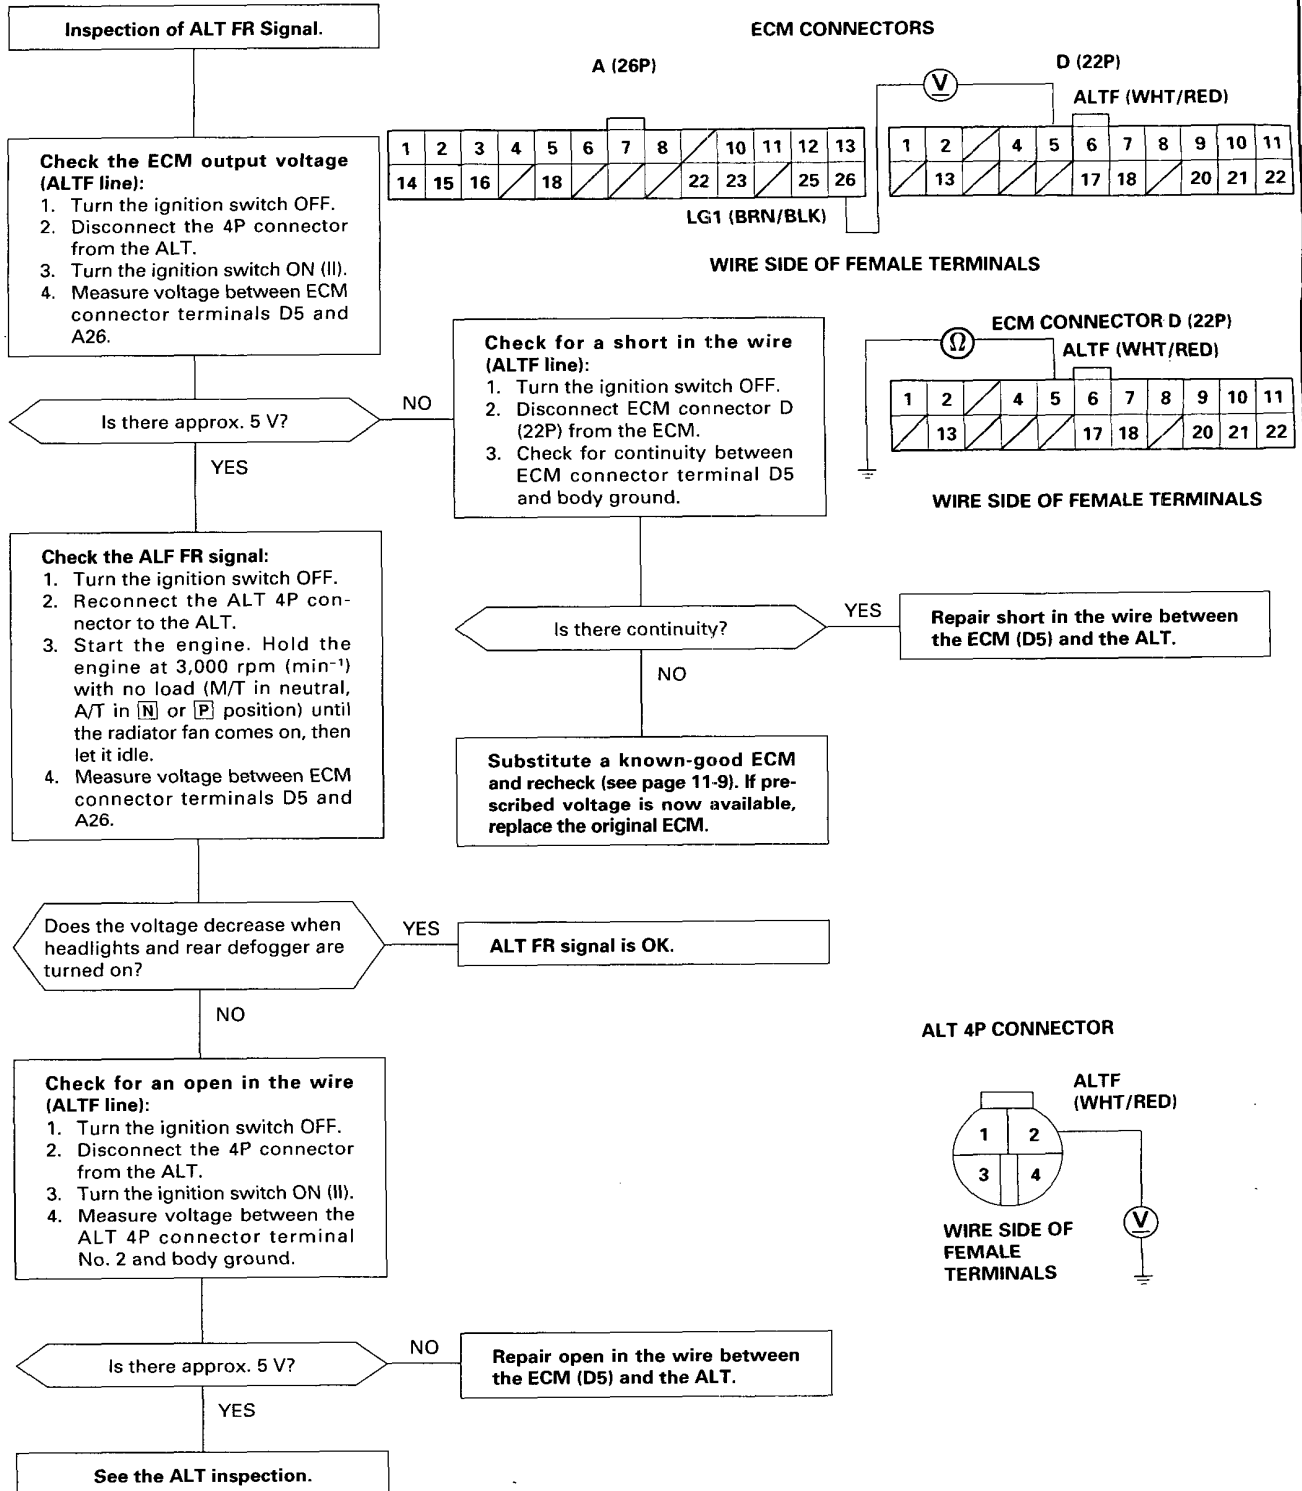 Inspection of ALT FR Signal.
ECM CONNECTORS
A (26P)
D (22P)
V
ALTF (WHT/RED)
1 2 3 4 5 6 7 8 10 11 12 13
14 15 16 18 22 23 25 26
1 2 4 5 6 7 8 9 10 11
13 17 18 20 21 22
LG1 (BRN/BLK)
WIRE SIDE OF FEMALE TERMINALS
Check the ECM output voltage
(ALTF line):
1. Turn the ignition switch OFF.
2. Disconnect the 4P connector
from the ALT.
3. Turn the ignition switch ON (II).
4. Measure voltage between ECM
connector terminals D5 and
A26.
Is there approx. 5 V?
NO
YES
Check for a short in the wire
(ALTF line):
1. Turn the ignition switch OFF.
2. Disconnect ECM connector D
(22P) from the ECM.
3. Check for continuity between
ECM connector terminal D5
and body ground.
ECM CONNECTOR D (22P)
Ω
ALTF (WHT/RED)
1 2 4 5 6 7 8 9 10 11
13 17 18 20 21 22
WIRE SIDE OF FEMALE TERMINALS
Is there continuity?
YES
Repair short in the wire between
the ECM (D5) and the ALT.
NO
Substitute a known-good ECM
and recheck (see page 11-9). If pre-
scribed voltage is now available,
replace the original ECM.
Check the ALF FR signal:
1. Turn the ignition switch OFF.
2. Reconnect the ALT 4P con-
nector to the ALT.
3. Start the engine. Hold the
engine at 3,000 rpm (min⁻¹)
with no load (M/T in neutral,
A/T in N or P position) until
the radiator fan comes on, then
let it idle.
4. Measure voltage between ECM
connector terminals D5 and
A26.
Does the voltage decrease when
headlights and rear defogger are
turned on?
YES
ALT FR signal is OK.
NO
Check for an open in the wire
(ALTF line):
1. Turn the ignition switch OFF.
2. Disconnect the 4P connector
from the ALT.
3. Turn the ignition switch ON (II).
4. Measure voltage between the
ALT 4P connector terminal
No. 2 and body ground.
ALT 4P CONNECTOR
ALTF
(WHT/RED)
1 2
3 4
V
WIRE SIDE OF
FEMALE
TERMINALS
Is there approx. 5 V?
NO
Repair open in the wire between
the ECM (D5) and the ALT.
YES
See the ALT inspection.